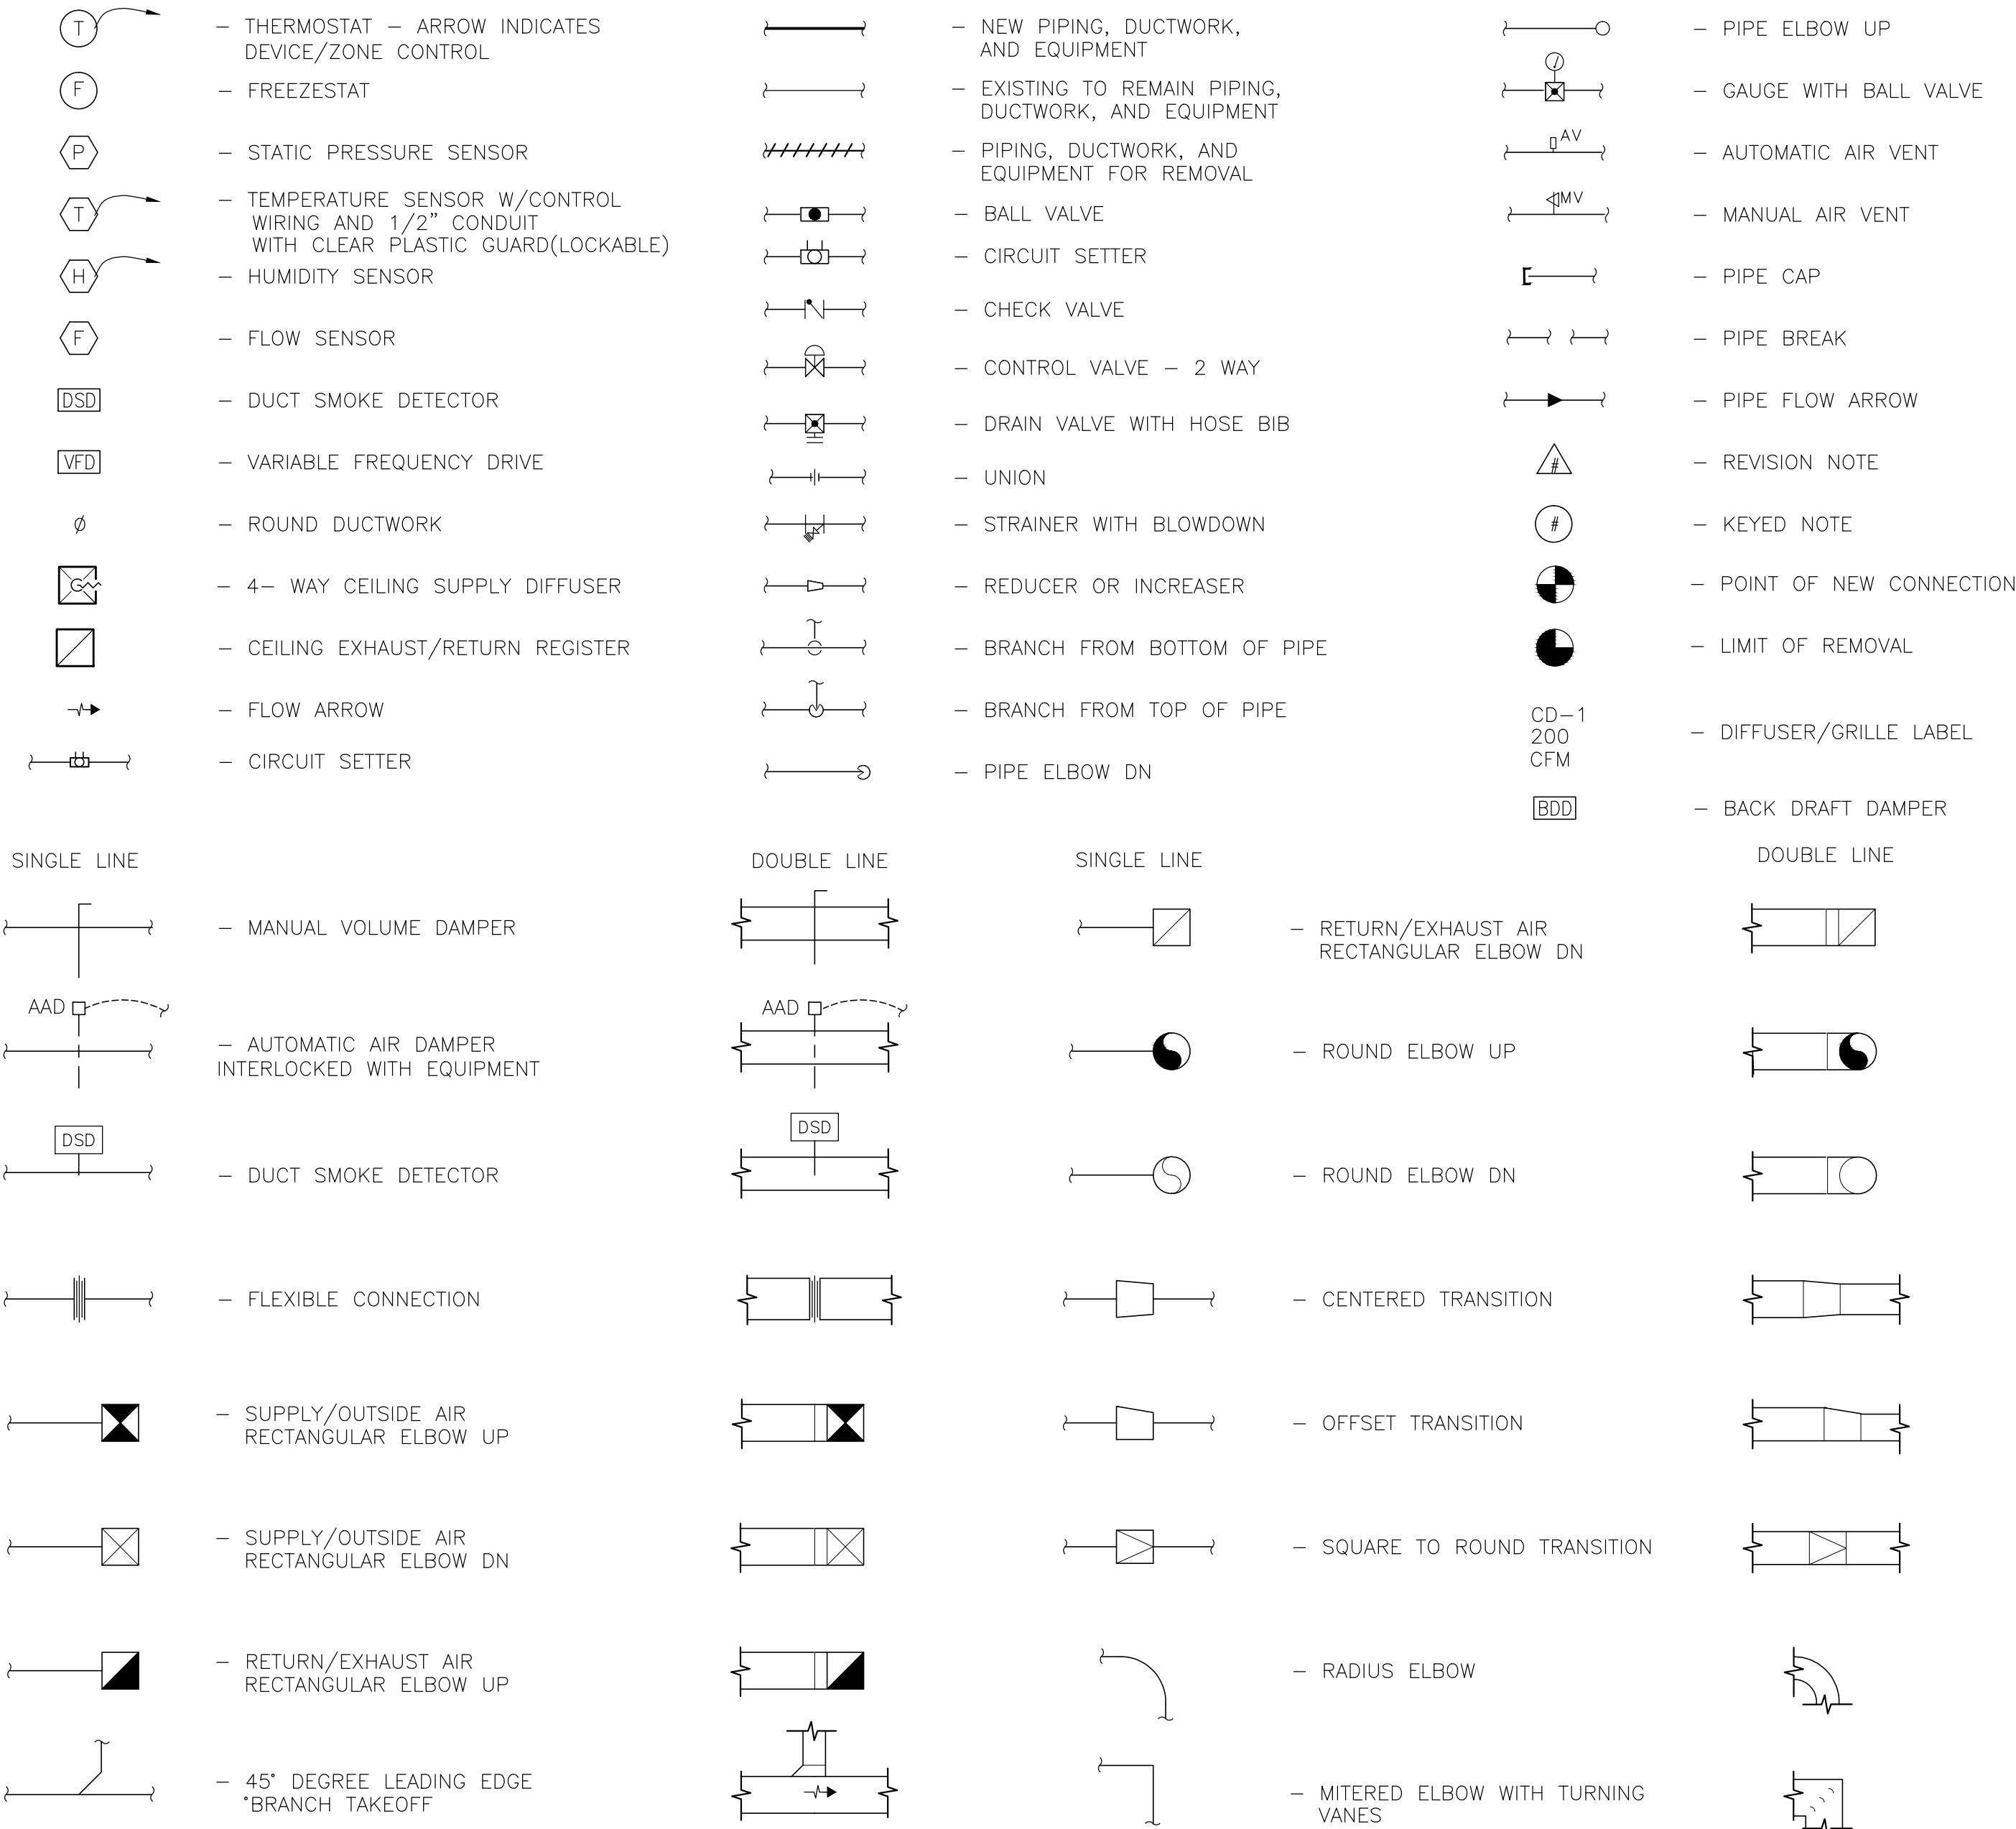 T
– THERMOSTAT – ARROW INDICATES
DEVICE/ZONE CONTROL
F
– FREEZESTAT
P
– STATIC PRESSURE SENSOR
T
– TEMPERATURE SENSOR W/CONTROL
WIRING AND 1/2" CONDUIT
WITH CLEAR PLASTIC GUARD(LOCKABLE)
H
– HUMIDITY SENSOR
F
– FLOW SENSOR
DSD
– DUCT SMOKE DETECTOR
VFD
– VARIABLE FREQUENCY DRIVE
ø
– ROUND DUCTWORK
– 4– WAY CEILING SUPPLY DIFFUSER
– CEILING EXHAUST/RETURN REGISTER
– FLOW ARROW
– CIRCUIT SETTER
– NEW PIPING, DUCTWORK,
AND EQUIPMENT
– EXISTING TO REMAIN PIPING,
DUCTWORK, AND EQUIPMENT
– PIPING, DUCTWORK, AND
EQUIPMENT FOR REMOVAL
– BALL VALVE
– CIRCUIT SETTER
– CHECK VALVE
– CONTROL VALVE – 2 WAY
– DRAIN VALVE WITH HOSE BIB
– UNION
– STRAINER WITH BLOWDOWN
– REDUCER OR INCREASER
– BRANCH FROM BOTTOM OF PIPE
– BRANCH FROM TOP OF PIPE
– PIPE ELBOW DN
– PIPE ELBOW UP
– GAUGE WITH BALL VALVE
AV
– AUTOMATIC AIR VENT
MV
– MANUAL AIR VENT
– PIPE CAP
– PIPE BREAK
– PIPE FLOW ARROW
#
– REVISION NOTE
#
– KEYED NOTE
– POINT OF NEW CONNECTION
– LIMIT OF REMOVAL
CD–1
200
CFM
– DIFFUSER/GRILLE LABEL
BDD
– BACK DRAFT DAMPER
SINGLE LINE
DOUBLE LINE
– MANUAL VOLUME DAMPER
AAD
AAD
– AUTOMATIC AIR DAMPER
INTERLOCKED WITH EQUIPMENT
DSD
DSD
– DUCT SMOKE DETECTOR
– FLEXIBLE CONNECTION
– SUPPLY/OUTSIDE AIR
RECTANGULAR ELBOW UP
– SUPPLY/OUTSIDE AIR
RECTANGULAR ELBOW DN
– RETURN/EXHAUST AIR
RECTANGULAR ELBOW UP
– 45° DEGREE LEADING EDGE
°BRANCH TAKEOFF
SINGLE LINE
DOUBLE LINE
– RETURN/EXHAUST AIR
RECTANGULAR ELBOW DN
– ROUND ELBOW UP
– ROUND ELBOW DN
– CENTERED TRANSITION
– OFFSET TRANSITION
– SQUARE TO ROUND TRANSITION
– RADIUS ELBOW
– MITERED ELBOW WITH TURNING
VANES